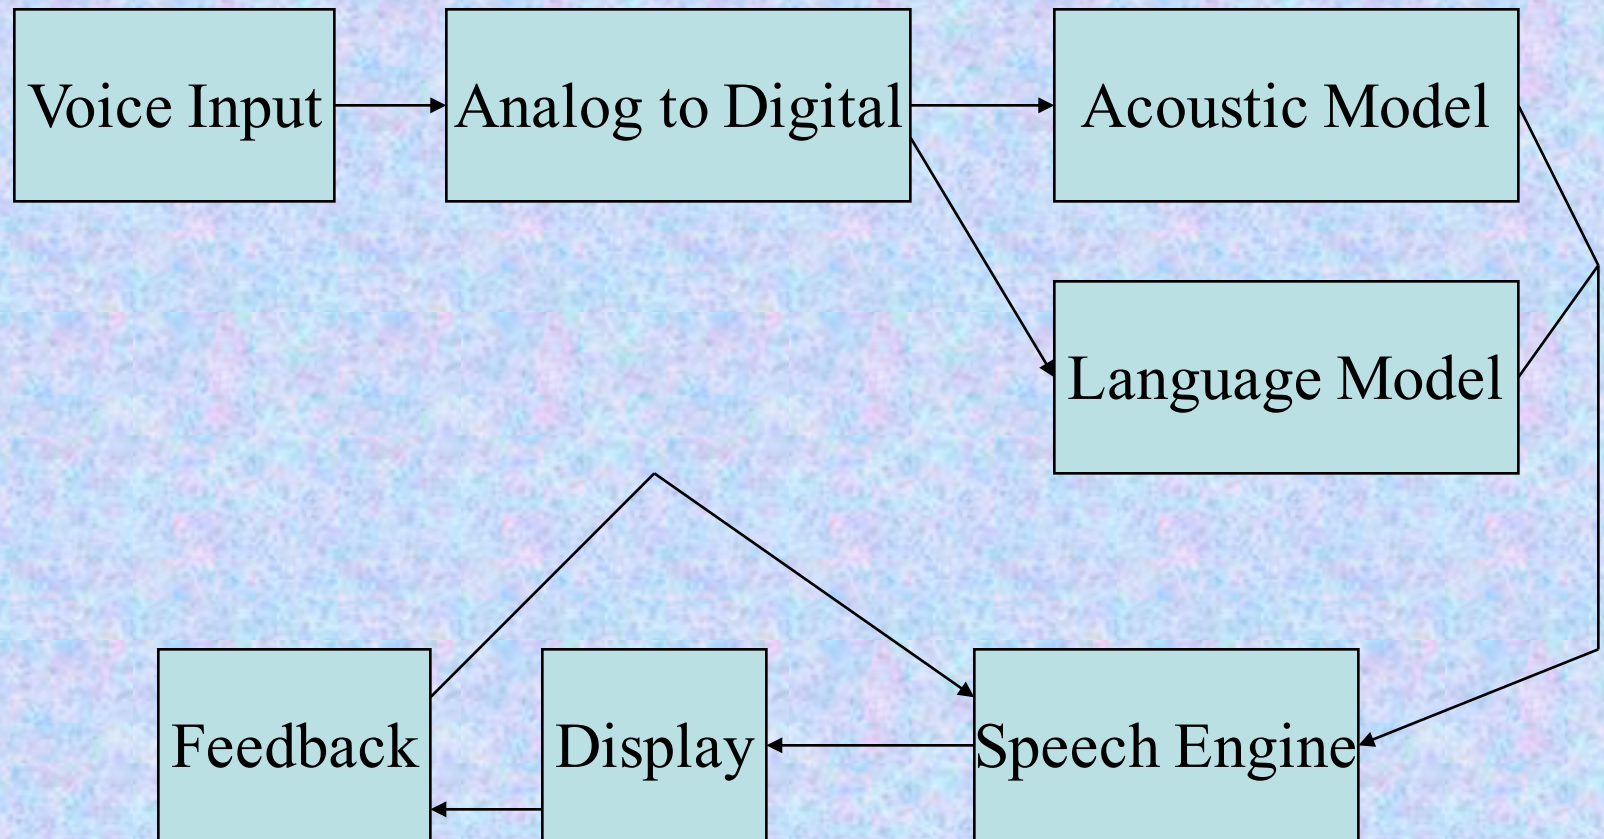 Voice Input
Analog to Digital
Acoustic Model
Language Model
Feedback
Display
Speech Engine